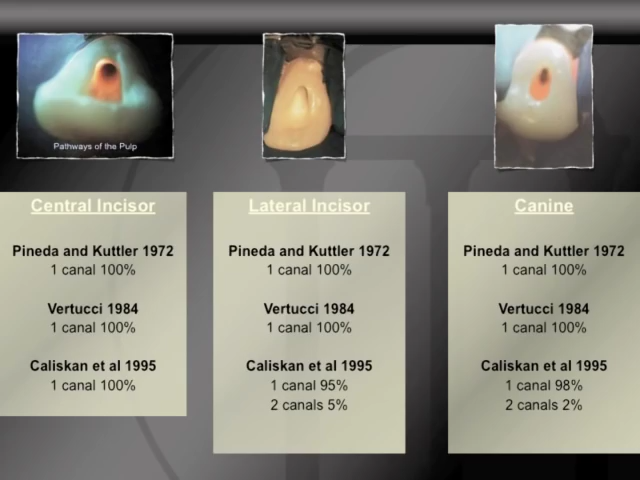 Pathways of the Pulp
Central Incisor
Pineda and Kuttler 1972
1 canal 100%
Vertucci 1984
1 canal 100%
Caliskan et al 1995
1 canal 100%
Lateral Incisor
Pineda and Kuttler 1972
1 canal 100%
Vertucci 1984
1 canal 100%
Caliskan et al 1995
1 canal 95%
2 canals 5%
Canine
Pineda and Kuttler 1972
1 canal 100%
Vertucci 1984
1 canal 100%
Caliskan et al 1995
1 canal 98%
2 canals 2%